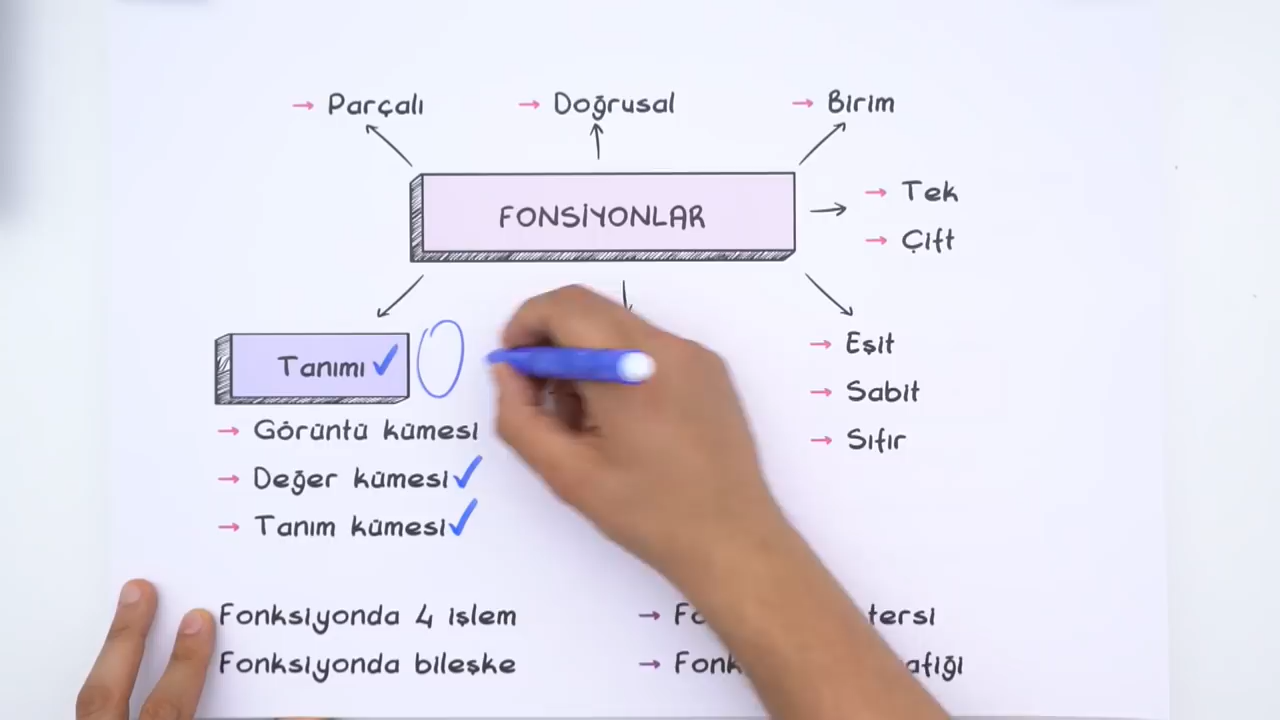 → Parçalı
→ Doğrusal
→ Birim
FONSİYONLAR
→ Tek
→ Çift
Tanımı ✓
→ Görüntü kümesi
→ Değer kümesi ✓
→ Tanım kümesi ✓
→ Eşit
→ Sabit
→ Sıfır
Fonksiyonda 4 işlem
→ tersi
Fonksiyonda bileşke
→